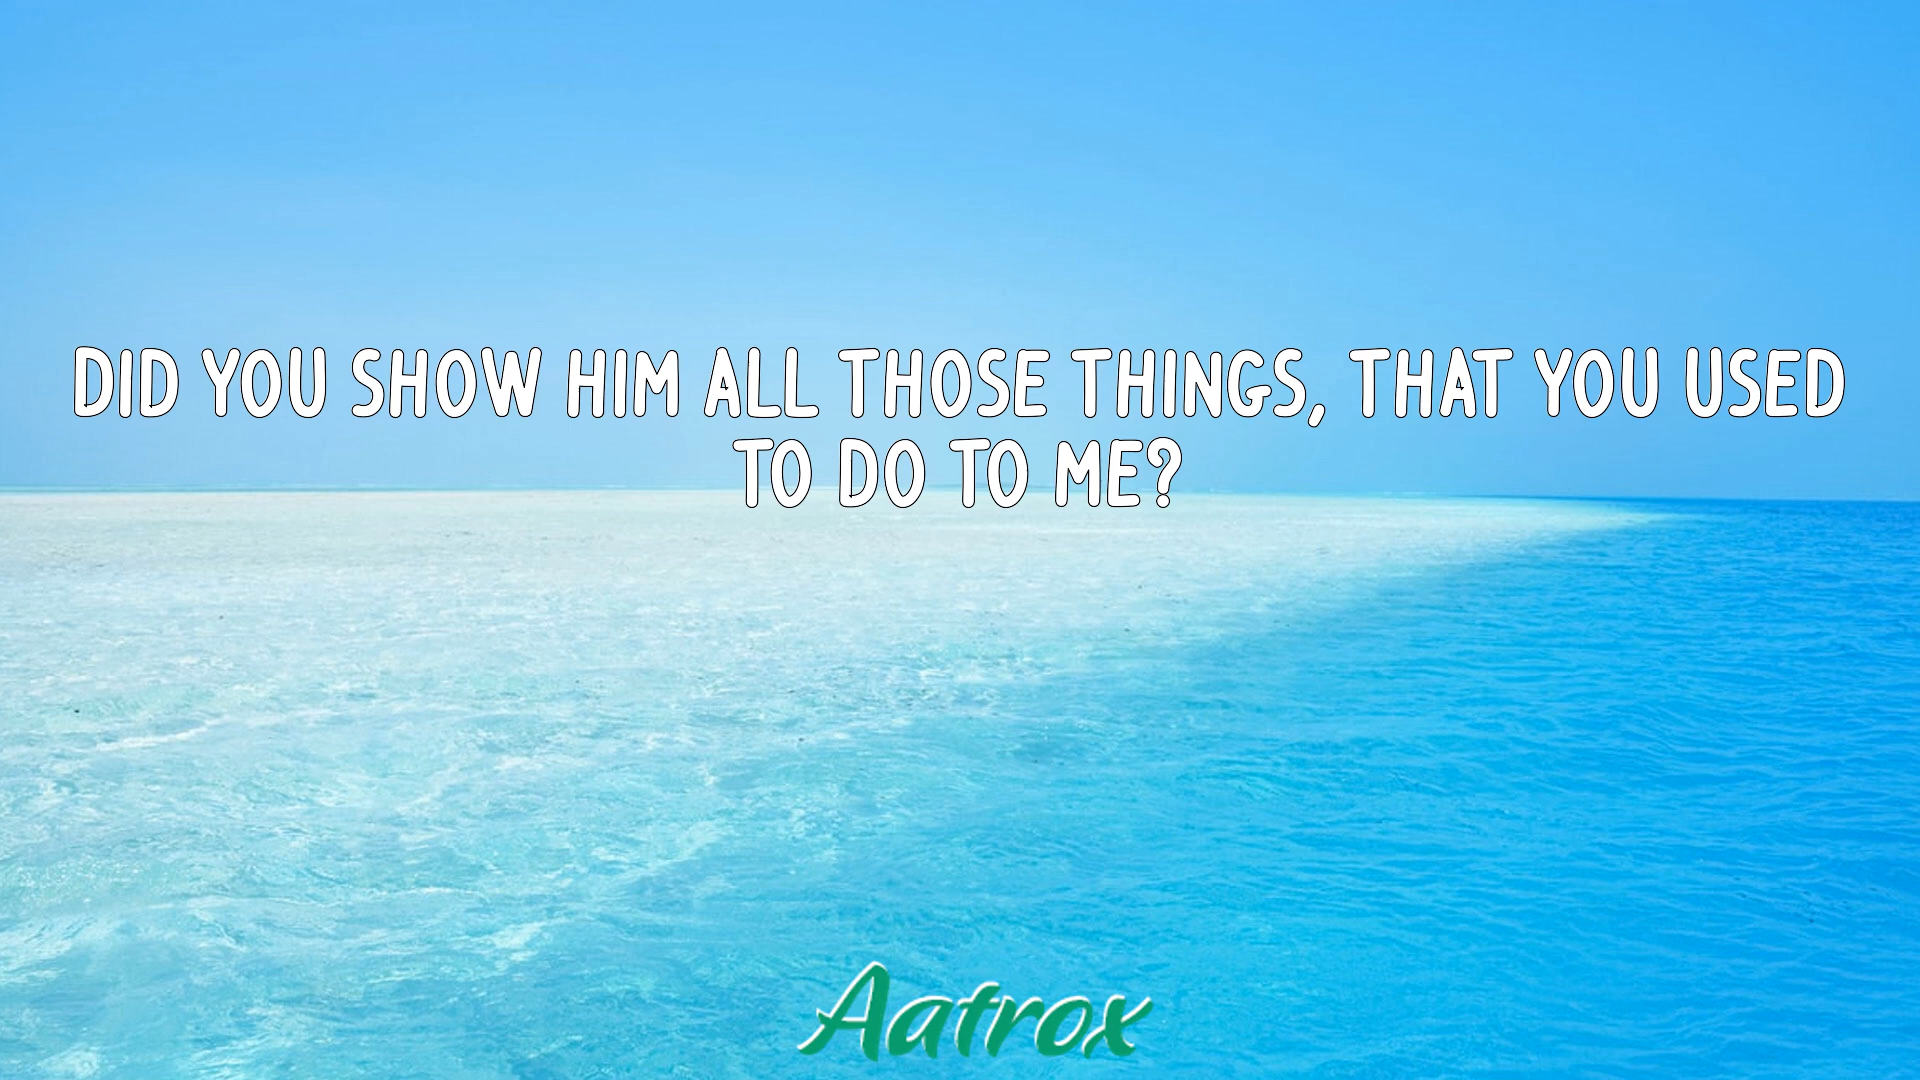 DID YOU SHOW HIM ALL THOSE THINGS, THAT YOU USED
TO DO TO ME?
Aatrox